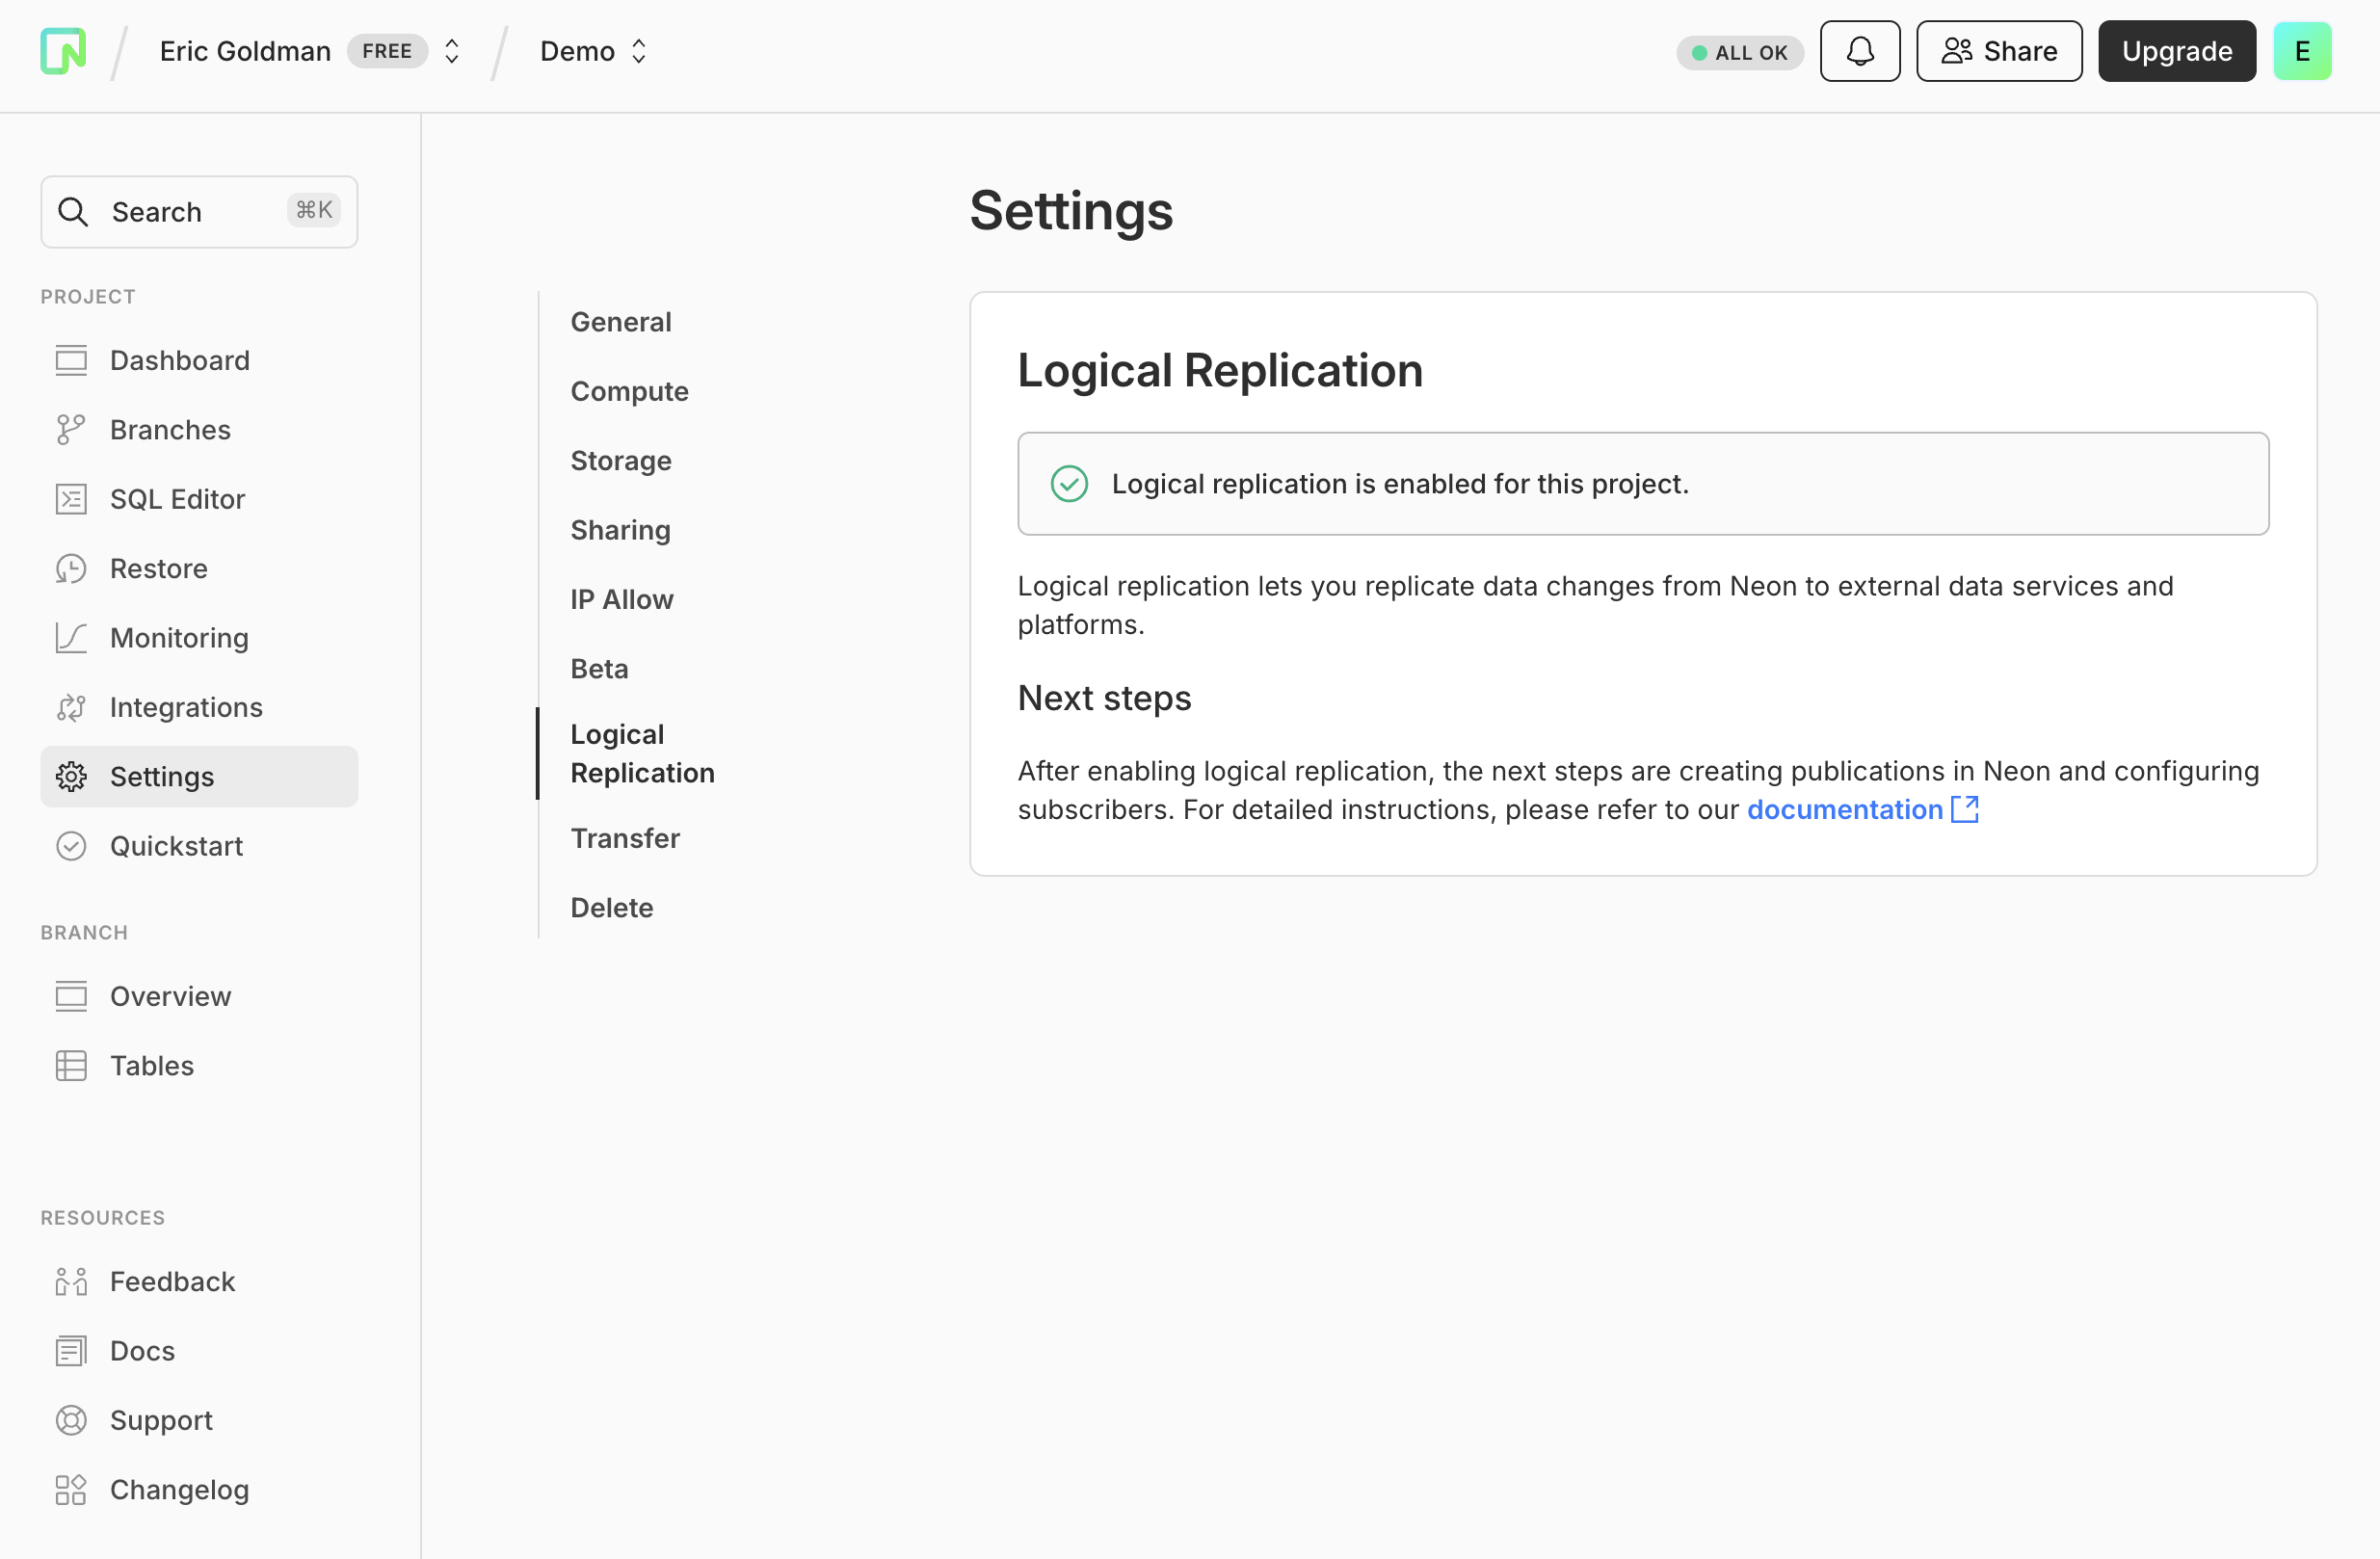 Eric Goldman FREE Demo ALL OK Share Upgrade E
Search ⌘K
PROJECT
Dashboard
Branches
SQL Editor
Restore
Monitoring
Integrations
Settings
Quickstart
BRANCH
Overview
Tables
RESOURCES
Feedback
Docs
Support
Changelog
Settings
General
Compute
Storage
Sharing
IP Allow
Beta
Logical
Replication
Transfer
Delete
Logical Replication
Logical replication is enabled for this project.
Logical replication lets you replicate data changes from Neon to external data services and
platforms.
Next steps
After enabling logical replication, the next steps are creating publications in Neon and configuring
subscribers. For detailed instructions, please refer to our documentation